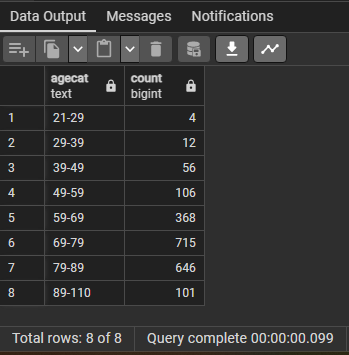 Data Output Messages Notifications
agecat count
text bigint
1 21-29 4
2 29-39 12
3 39-49 56
4 49-59 106
5 59-69 368
6 69-79 715
7 79-89 646
8 89-110 101
Total rows: 8 of 8 Query complete 00:00:00.099